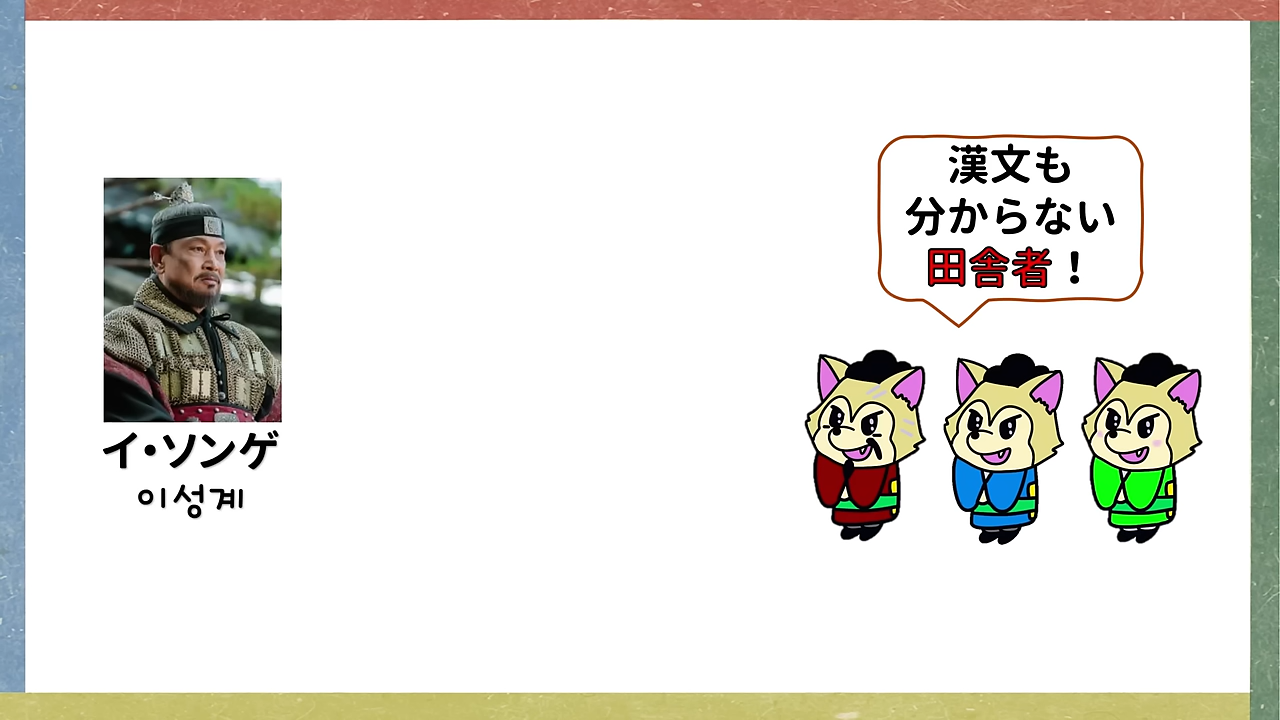 漢文も
分からない
田舎者！
イ・ソンゲ
이성계